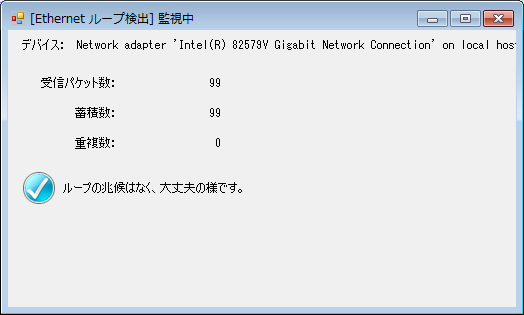 [Ethernet ループ検出] 監視中
デバイス: Network adapter 'Intel(R) 82579V Gigabit Network Connection' on local host
受信パケット数: 99
蓄積数: 99
重複数: 0
ループの兆候はなく、大丈夫の様です。